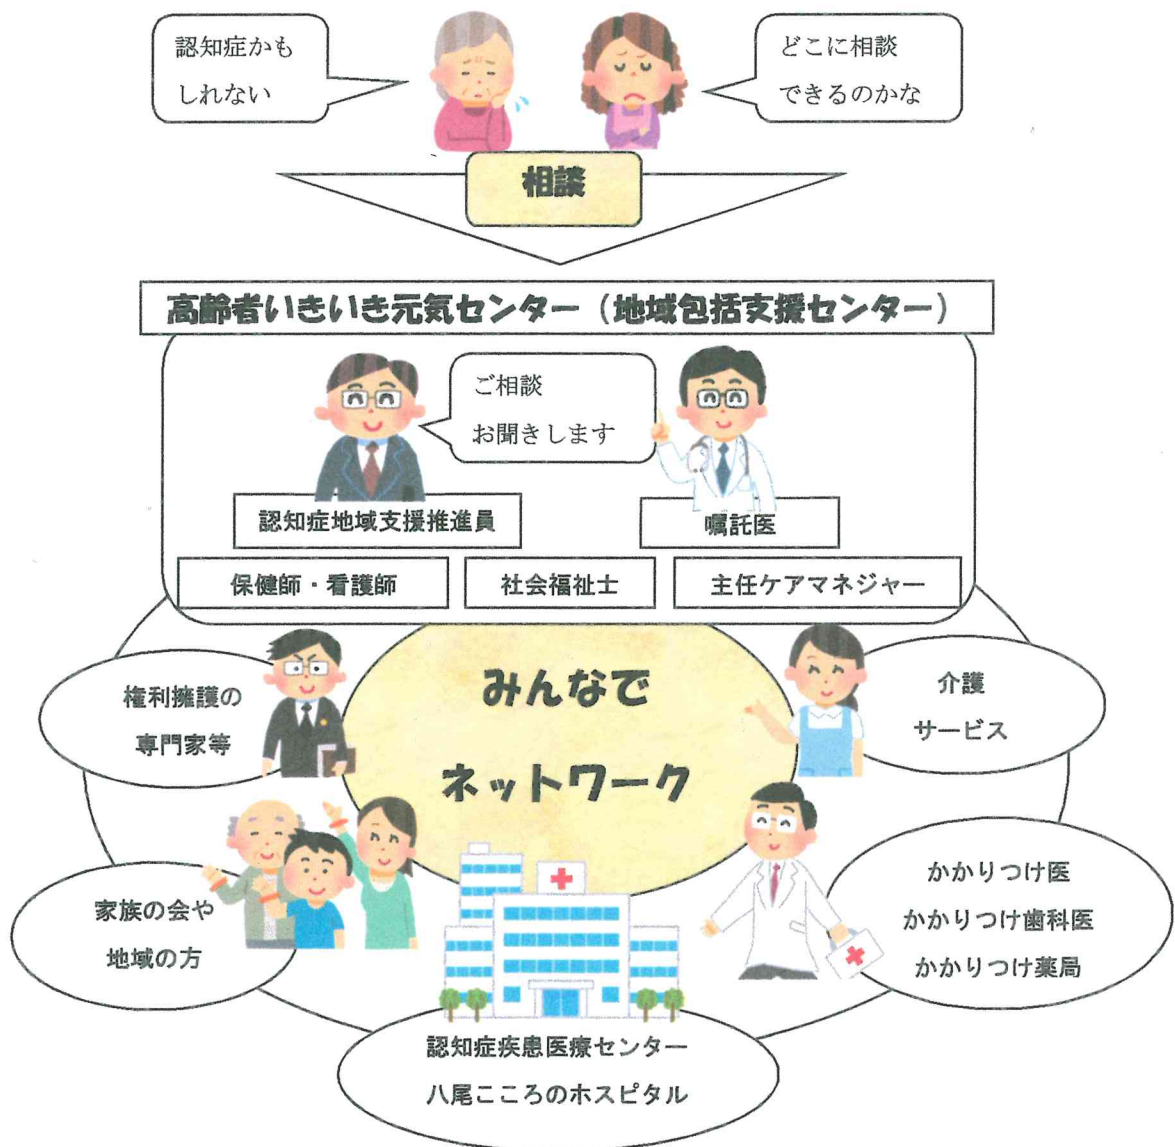 認知症かも
しれない
どこに相談
できるのかな
相談
高齢者いきいき元気センター（地域包括支援センター）
ご相談
お聞きします
認知症地域支援推進員
嘱託医
保健師・看護師
社会福祉士
主任ケアマネジャー
みんなで
ネットワーク
権利擁護の
専門家等
介護
サービス
家族の会や
地域の方
かかりつけ医
かかりつけ歯科医
かかりつけ薬局
認知症疾患医療センター
八尾こころのホスピタル